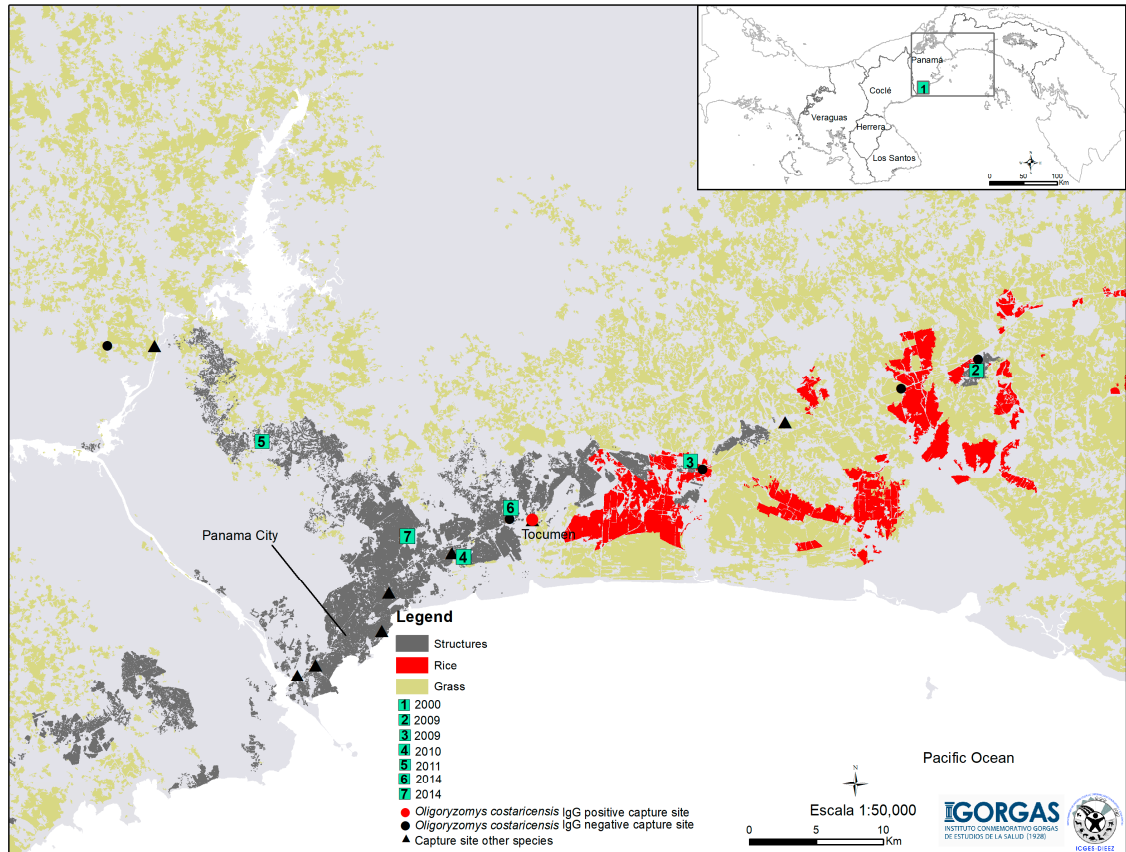 Panamá
1
Coclé
Veraguas
Herrera
Los Santos
0 50 100
Km
2
5
3
6
Tocumen
7
4
Panama City
Legend
Structures
Rice
Grass
1 2000
2 2009
3 2009
4 2010
5 2011
6 2014
7 2014
Oligoryzomys costaricensis IgG positive capture site
Oligoryzomys costaricensis IgG negative capture site
Capture site other species
Pacific Ocean
N
Escala 1:50,000
0 5 10
Km
IGORGAS
INSTITUTO CONMEMORATIVO GORGAS
DE ESTUDIOS DE LA SALUD (1928)
ICGES-DIEEZ